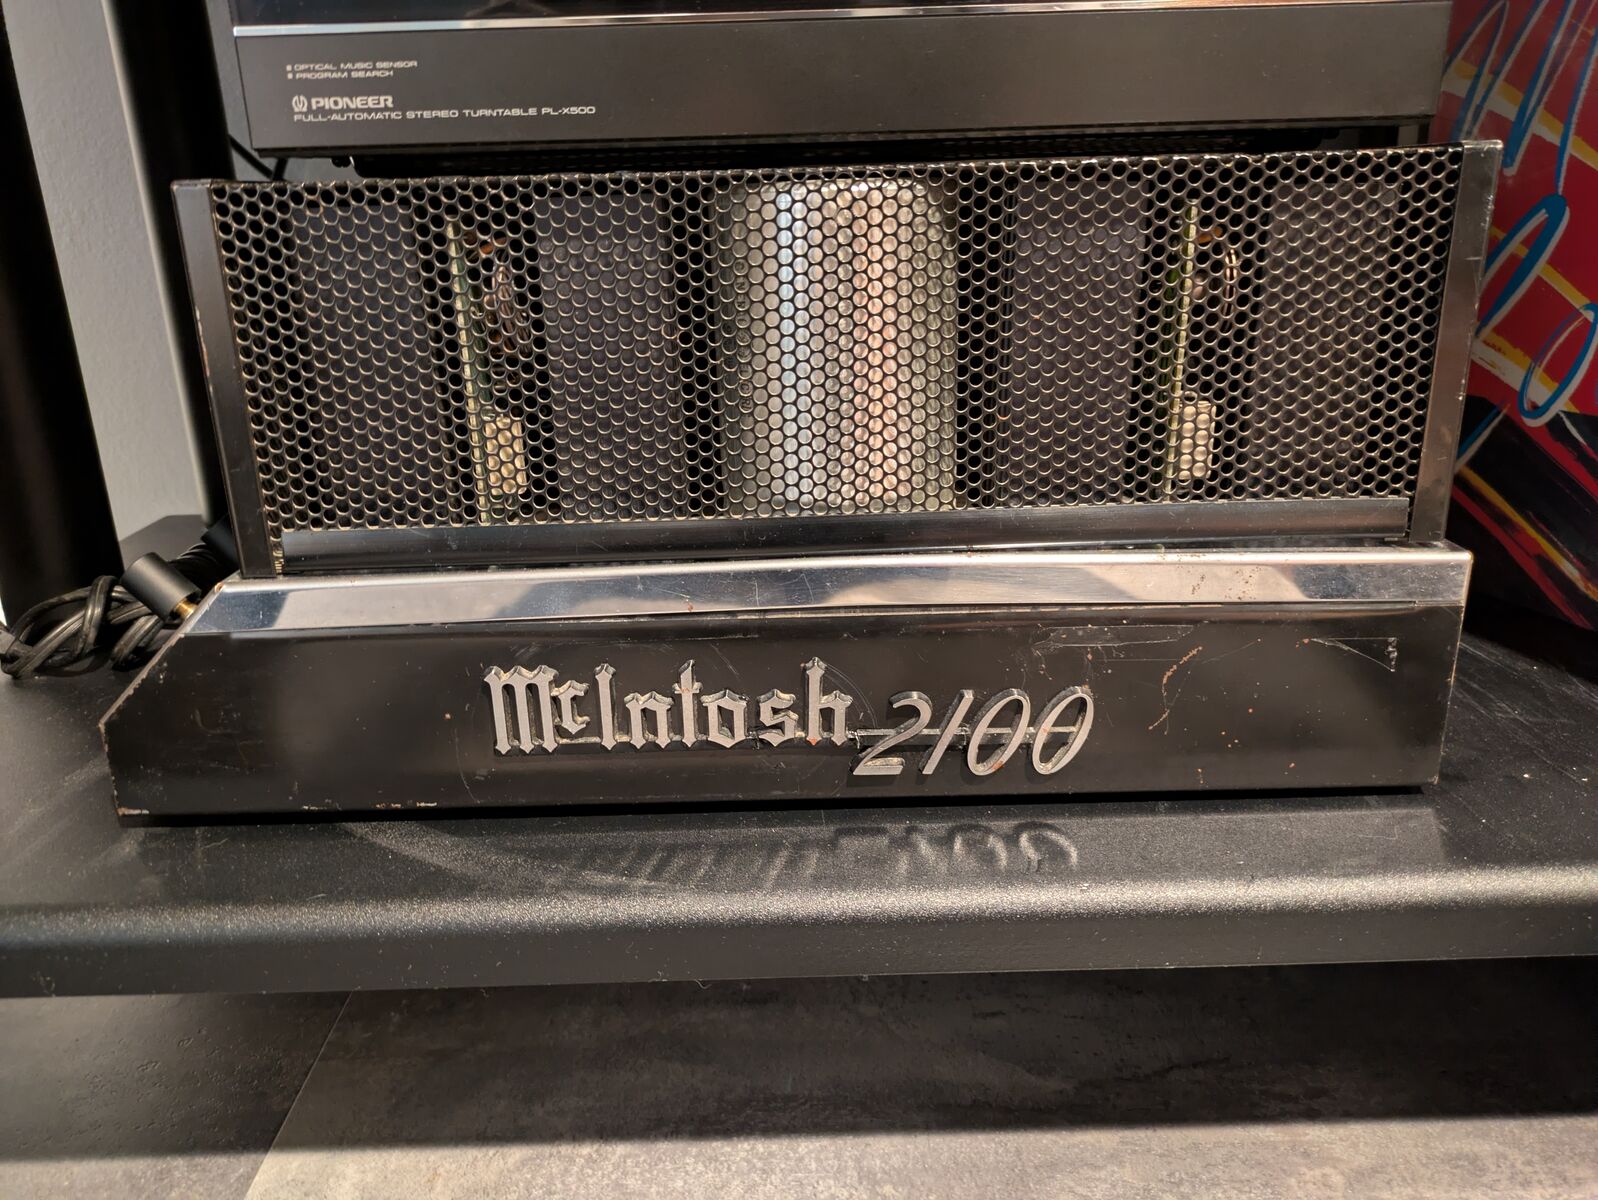 OPTICAL MUSIC SENSOR
PROGRAM SEARCH
PIONEER
FULL-AUTOMATIC STEREO TURNTABLE PL-X500
McIntosh 2100